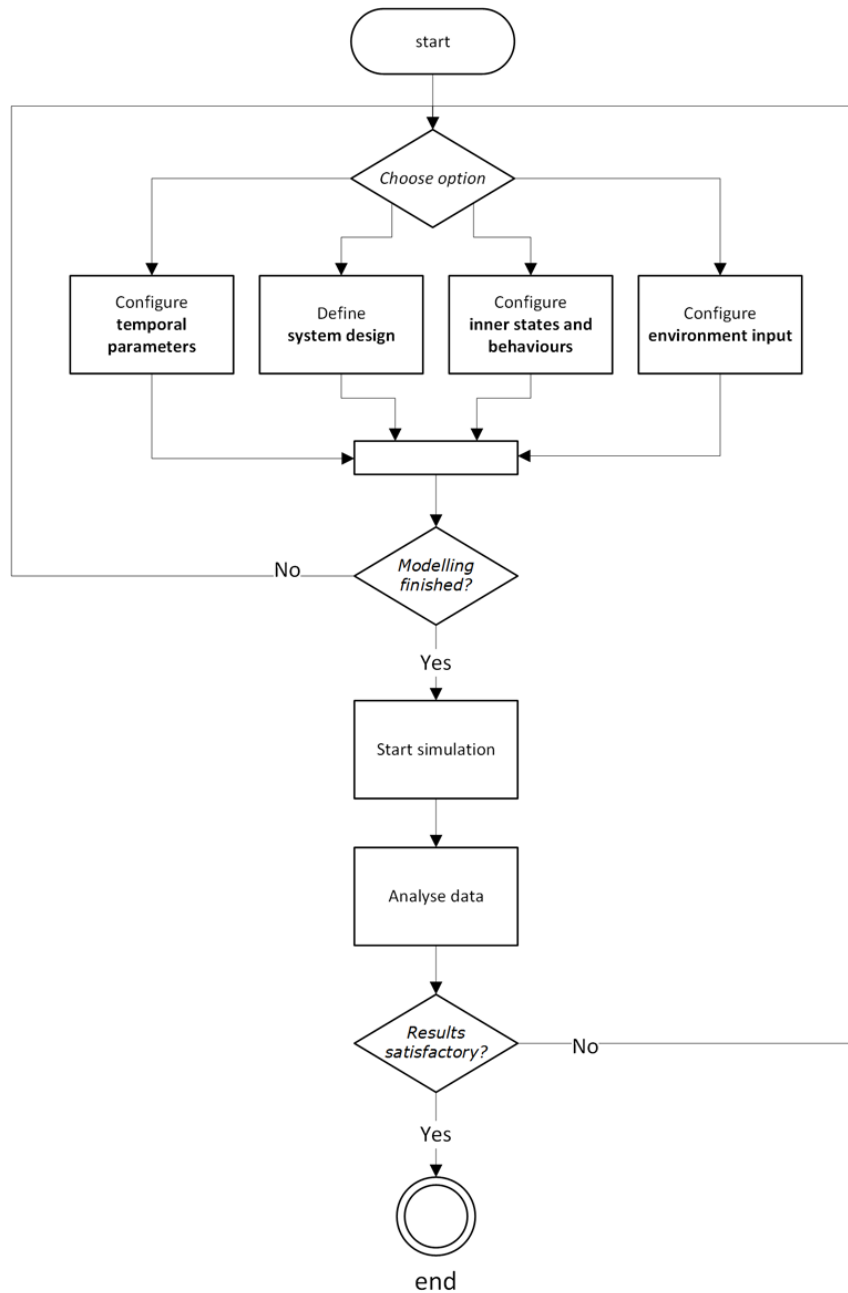 start
Choose option
Configure
temporal
parameters
Define
system design
Configure
inner states and
behaviours
Configure
environment input
No
Modelling
finished?
Yes
Start simulation
Analyse data
Results
satisfactory?
No
Yes
end